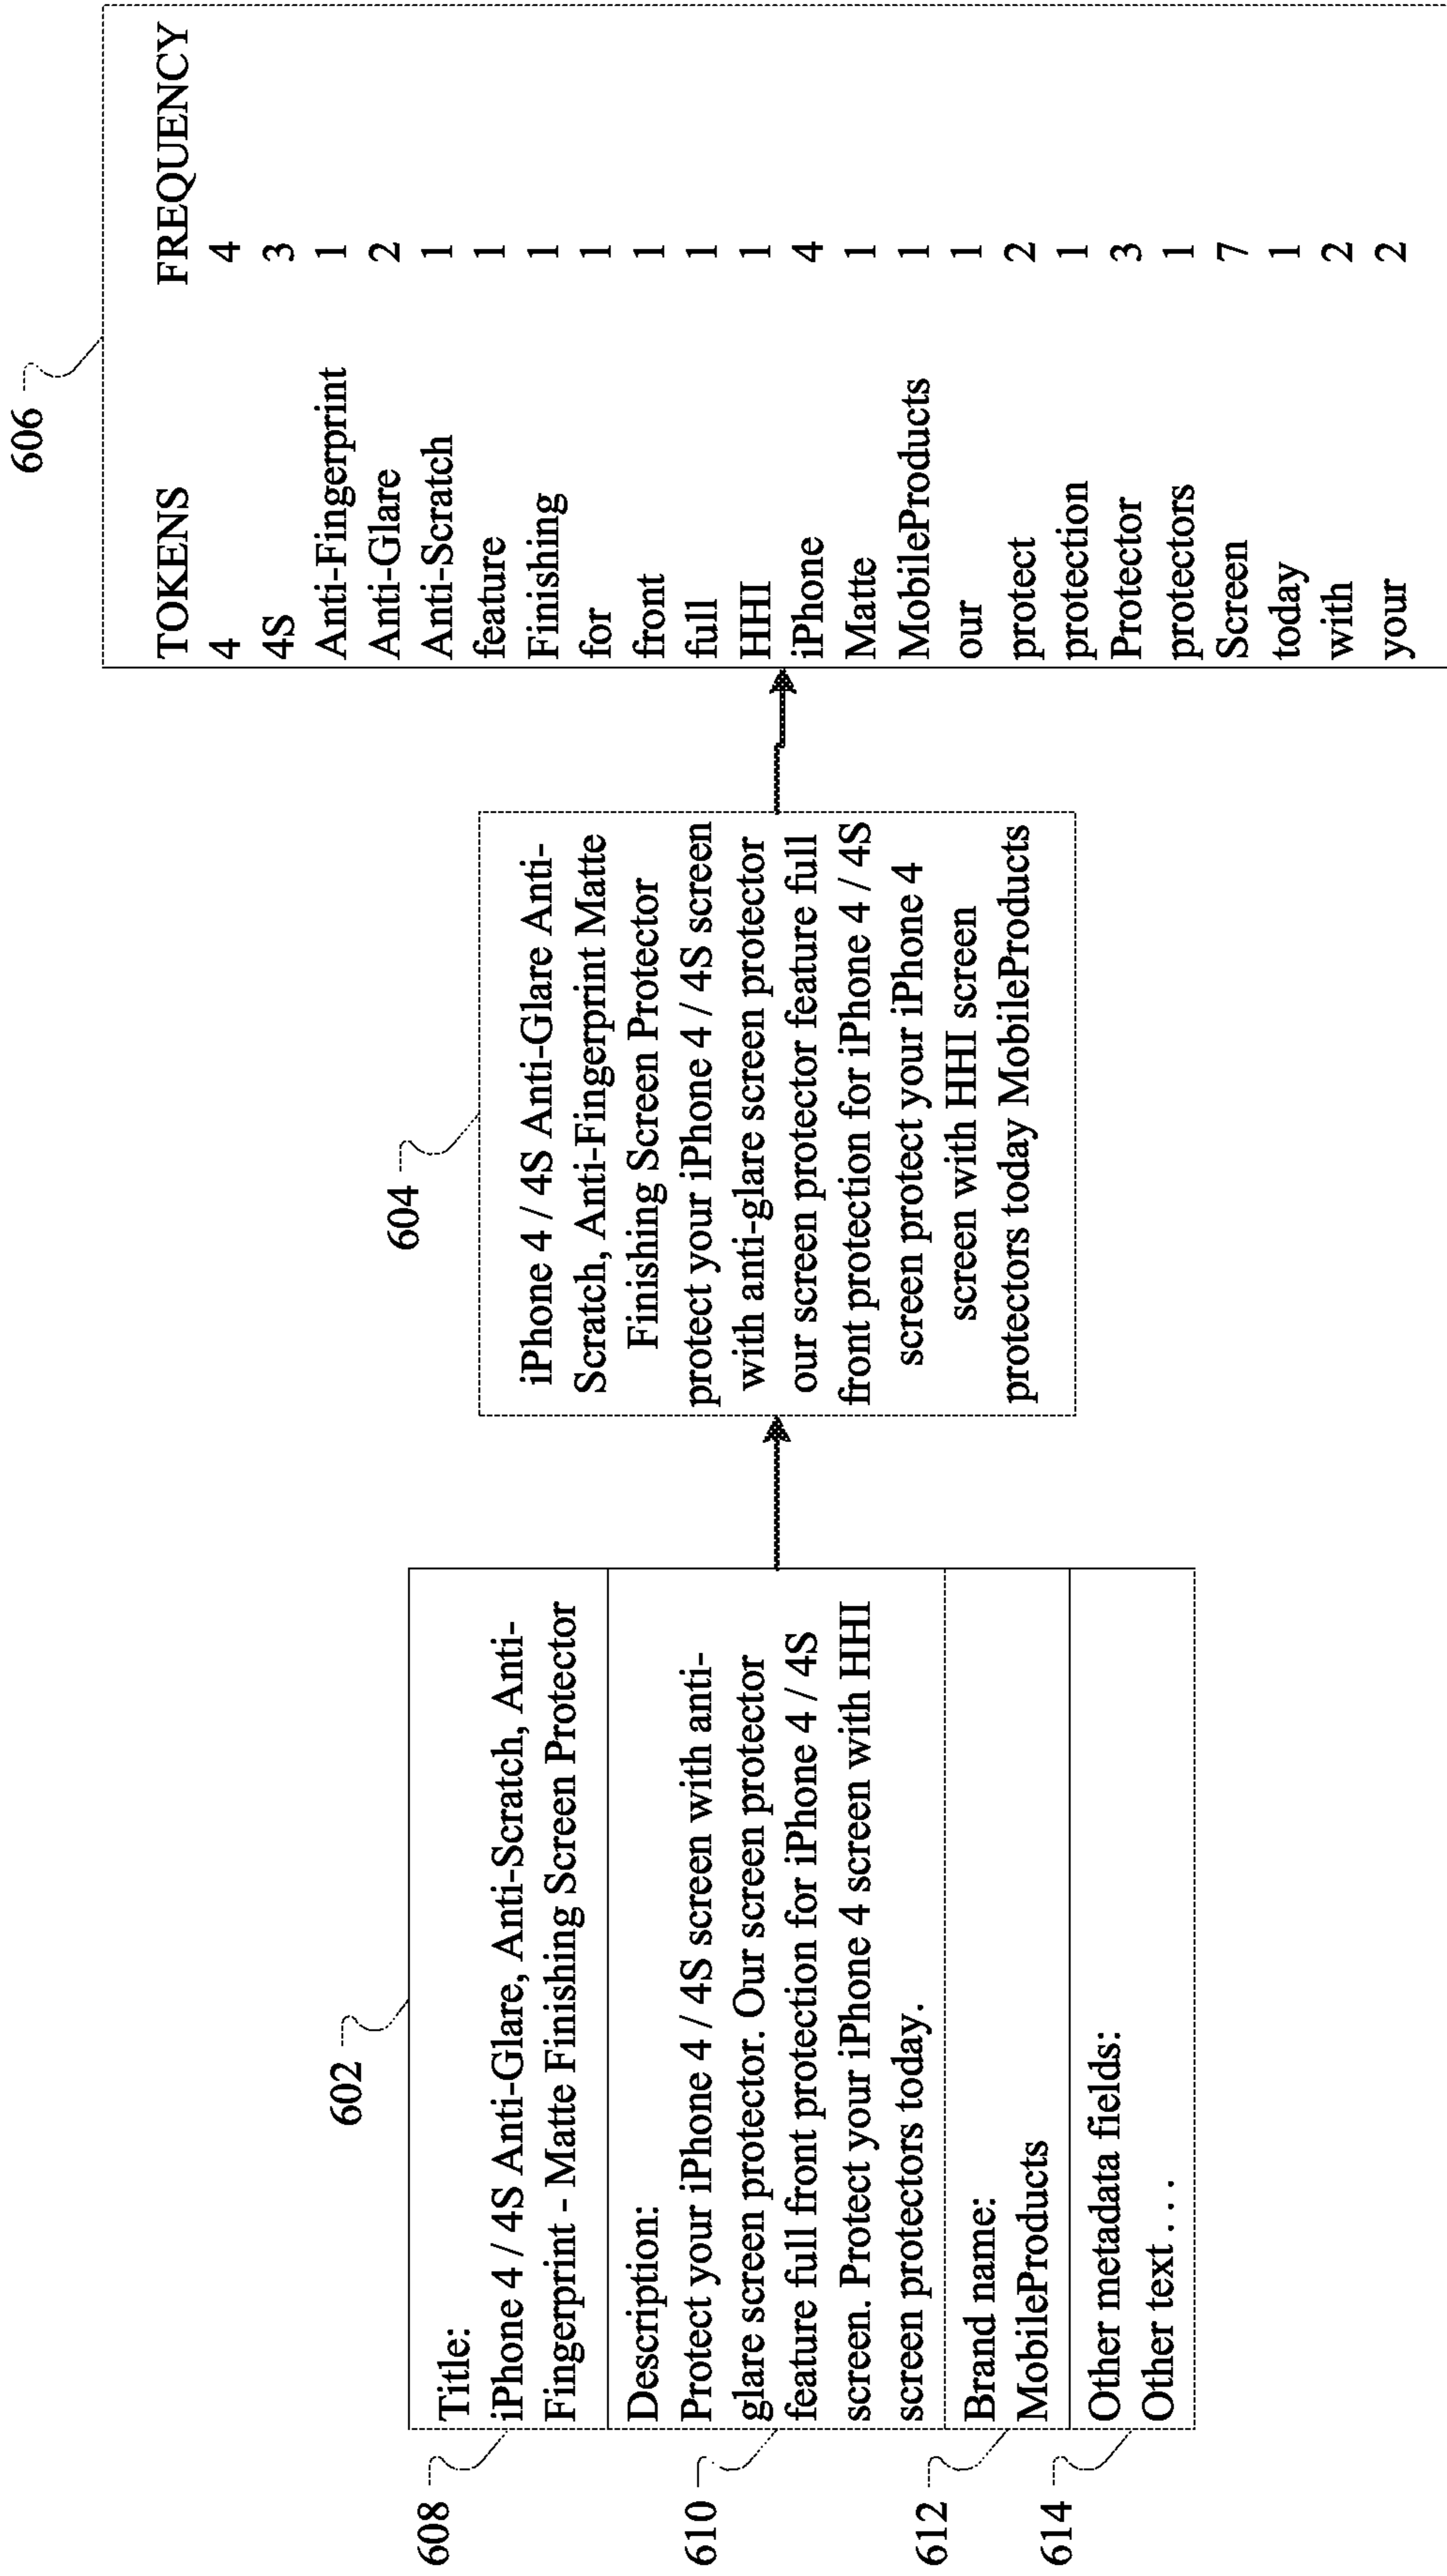 602
608
Title:
iPhone 4 / 4S Anti-Glare, Anti-Scratch, Anti-
Fingerprint - Matte Finishing Screen Protector
610
Description:
Protect your iPhone 4 / 4S screen with anti-
glare screen protector. Our screen protector
feature full front protection for iPhone 4 / 4S
screen. Protect your iPhone 4 screen with HHI
screen protectors today.
612
Brand name:
MobileProducts
614
Other metadata fields:
Other text . . .
604
iPhone 4 / 4S Anti-Glare Anti-
Scratch, Anti-Fingerprint Matte
Finishing Screen Protector
protect your iPhone 4 / 4S screen
with anti-glare screen protector
our screen protector feature full
front protection for iPhone 4 / 4S
screen protect your iPhone 4
screen with HHI screen
protectors today MobileProducts
606
TOKENS FREQUENCY
4 4
4S 3
Anti-Fingerprint 1
Anti-Glare 2
Anti-Scratch 1
feature 1
Finishing 1
for 1
front 1
full 1
HHI 1
iPhone 4
Matte 1
MobileProducts 1
our 1
protect 2
protection 1
Protector 3
protectors 1
Screen 7
today 1
with 2
your 2